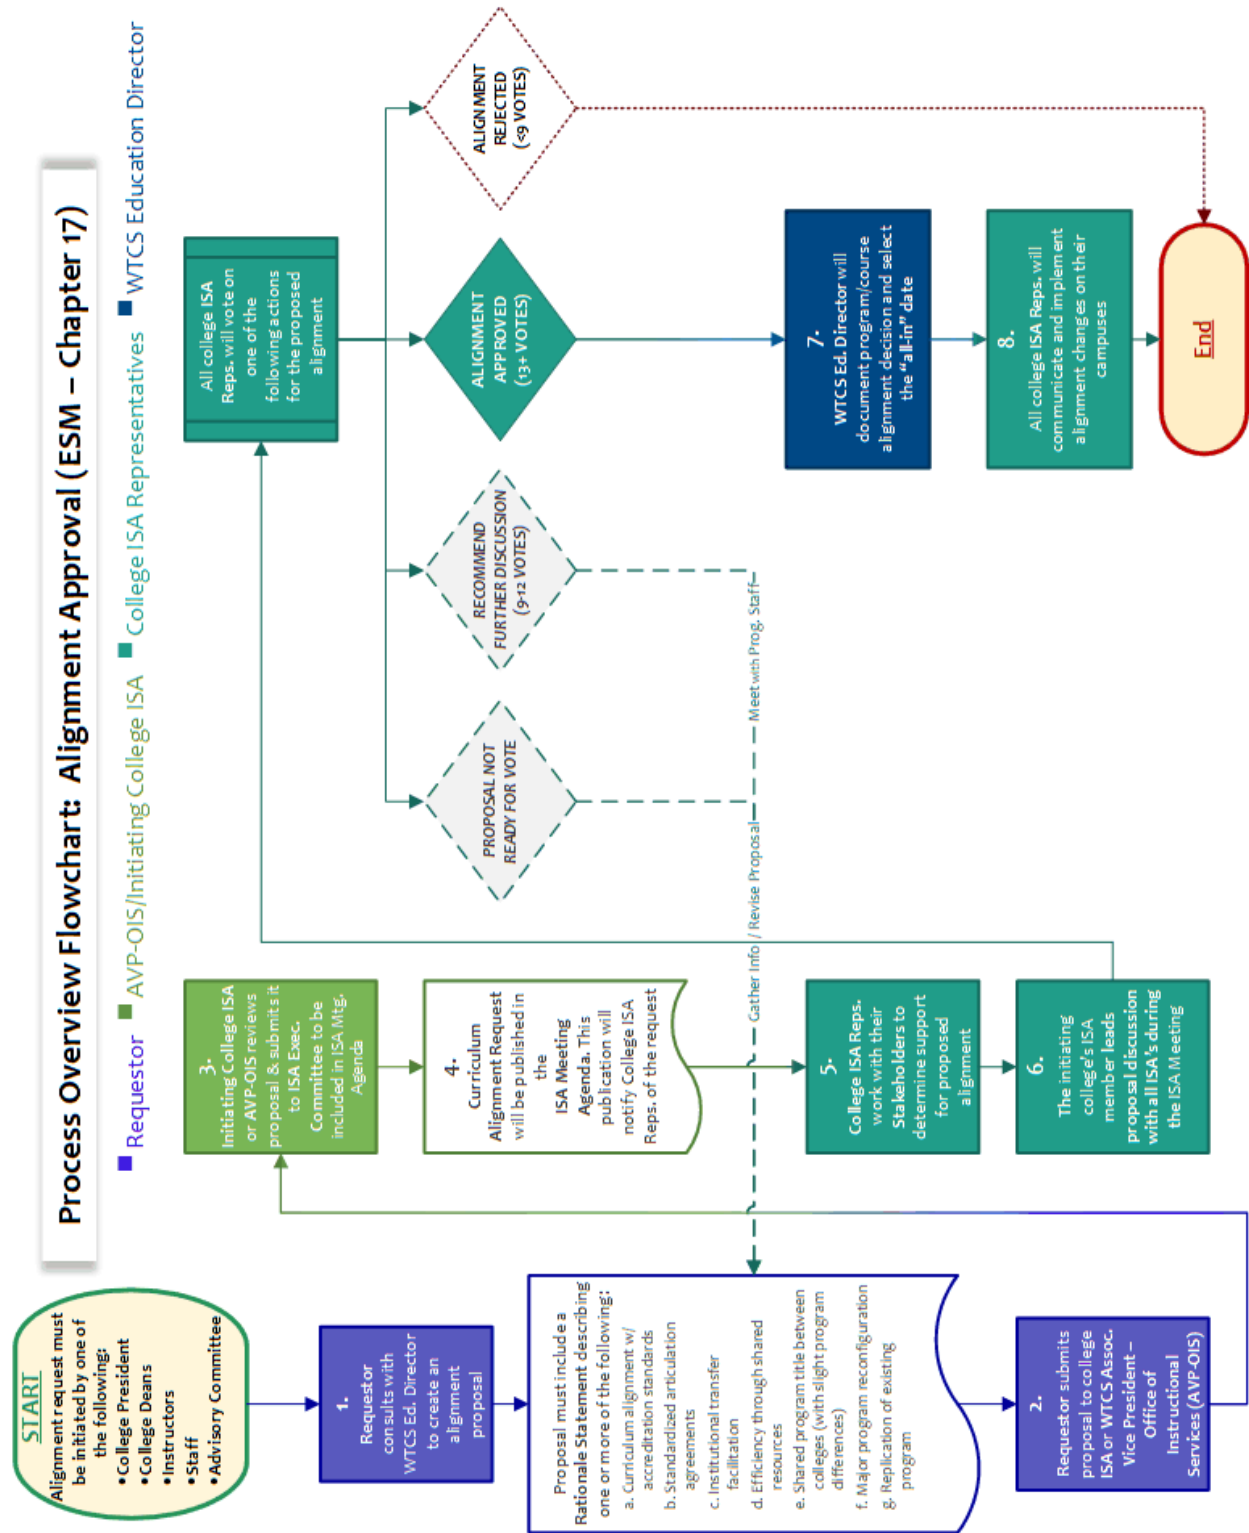 Process Overview Flowchart: Alignment Approval (ESM – Chapter 17)
Requestor
AVP-OIS/Initiating College ISA
College ISA Representatives
WTCS Education Director
START
Alignment request must
be initiated by one of
the following:
•College President
•College Deans
•Instructors
•Staff
•Advisory Committee
1.
Requestor
consults with
WTCS Ed. Director
to create an
alignment
proposal
Proposal must include a
Rationale Statement describing
one or more of the following:
a. Curriculum alignment w/
accreditation standards
b. Standardized articulation
agreements
c. Institutional transfer
facilitation
d. Efficiency through shared
resources
e. Shared program title between
colleges (with slight program
differences)
f. Major program reconfiguration
g. Replication of existing
program
2.
Requestor submits
proposal to college
ISA or WTCS Assoc.
Vice President –
Office of
Instructional
Services (AVP-OIS)
3.
Initiating College ISA
or AVP-OIS reviews
proposal & submits it
to ISA Exec.
Committee to be
included in ISA Mtg.
Agenda
4.
Curriculum
Alignment Request
will be published in
the
ISA Meeting
Agenda. This
publication will
notify College ISA
Reps. of the request
5.
College ISA Reps.
work with their
Stakeholders to
determine support
for proposed
alignment
6.
The initiating
college's ISA
member leads
proposal discussion
with all ISA's during
the ISA Meeting
All college ISA
Reps. will vote on
one of the
following actions
for the proposed
alignment
PROPOSAL NOT
READY FOR VOTE
RECOMMEND
FURTHER DISCUSSION
(9-12 VOTES)
ALIGNMENT
APPROVED
(13+ VOTES)
ALIGNMENT
REJECTED
(<9 VOTES)
Gather Info / Revise Proposal
Meet with Prog. Staff
7.
WTCS Ed. Director will
document program/course
alignment decision and select
the "all-in" date
8.
All college ISA Reps. will
communicate and implement
alignment changes on their
campuses
End